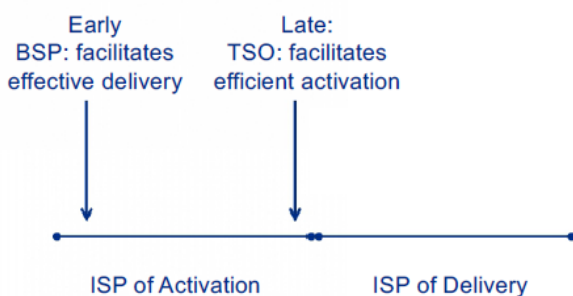 Early
BSP: facilitates
effective delivery
Late:
TSO: facilitates
efficient activation
ISP of Activation
ISP of Delivery